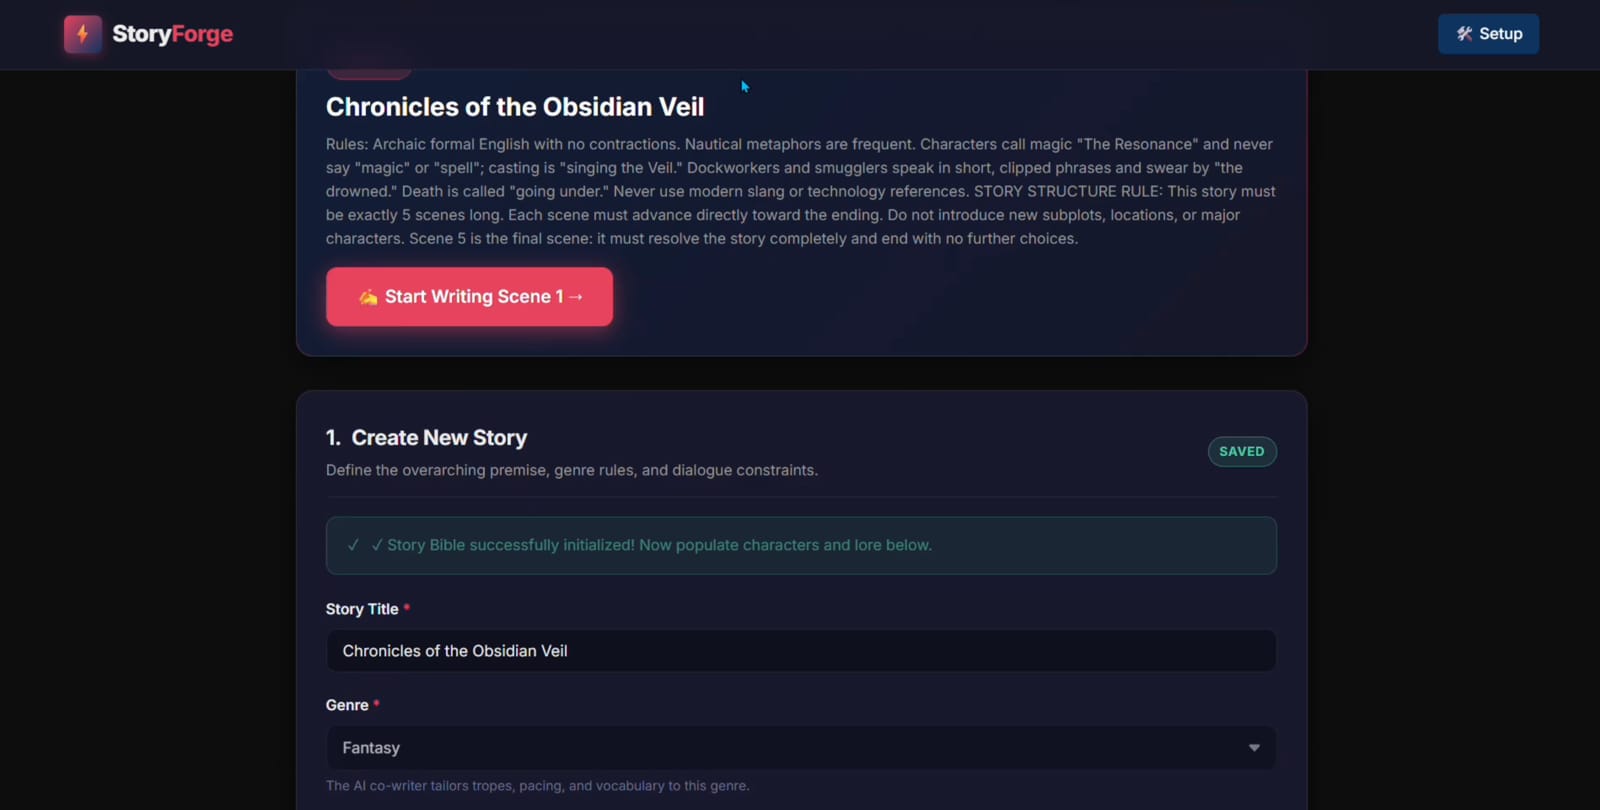 StoryForge
🛠 Setup
Chronicles of the Obsidian Veil
Rules: Archaic formal English with no contractions. Nautical metaphors are frequent. Characters call magic "The Resonance" and never
say "magic" or "spell"; casting is "singing the Veil." Dockworkers and smugglers speak in short, clipped phrases and swear by "the
drowned." Death is called "going under." Never use modern slang or technology references. STORY STRUCTURE RULE: This story must
be exactly 5 scenes long. Each scene must advance directly toward the ending. Do not introduce new subplots, locations, or major
characters. Scene 5 is the final scene: it must resolve the story completely and end with no further choices.
✍ Start Writing Scene 1 →
1. Create New Story
Define the overarching premise, genre rules, and dialogue constraints.
SAVED
✓ ✓ Story Bible successfully initialized! Now populate characters and lore below.
Story Title *
Chronicles of the Obsidian Veil
Genre *
Fantasy
The AI co-writer tailors tropes, pacing, and vocabulary to this genre.